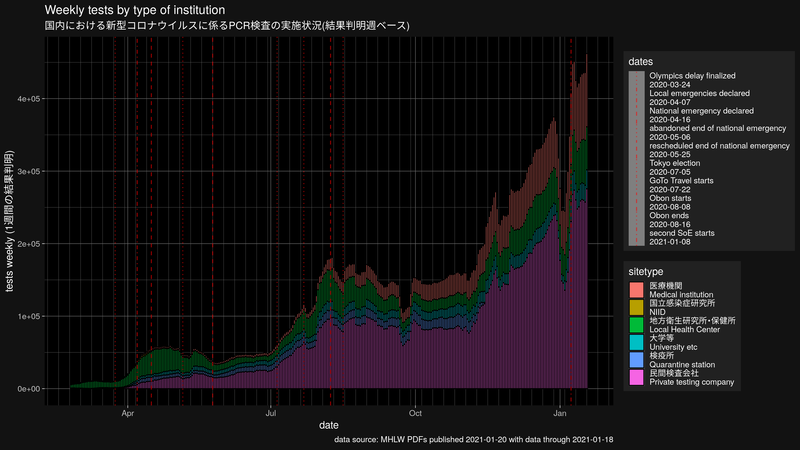 Weekly tests by type of institution
国内における新型コロナウイルスに係るPCR検査の実施状況(結果判明週ベース)
tests weekly (1週間の結果判明)
4e+05
3e+05
2e+05
1e+05
0e+00
Apr
Jul
Oct
Jan
date
data source: MHLW PDFs published 2021-01-20 with data through 2021-01-18
dates
Olympics delay finalized
2020-03-24
Local emergencies declared
2020-04-07
National emergency declared
2020-04-16
abandoned end of national emergency
2020-05-06
rescheduled end of national emergency
2020-05-25
Tokyo election
2020-07-05
GoTo Travel starts
2020-07-22
Obon starts
2020-08-08
Obon ends
2020-08-16
second SoE starts
2021-01-08
sitetype
医療機関
Medical institution
国立感染症研究所
NIID
地方衛生研究所・保健所
Local Health Center
大学等
University etc
検疫所
Quarantine station
民間検査会社
Private testing company